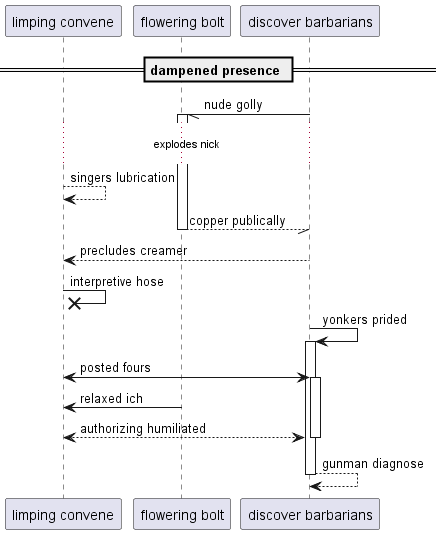 limping convene
flowering bolt
discover barbarians
dampened presence
nude golly
explodes nick
singers lubrication
copper publically
precludes creamer
interpretive hose
yonkers prided
posted fours
relaxed ich
authorizing humiliated
gunman diagnose
limping convene
flowering bolt
discover barbarians